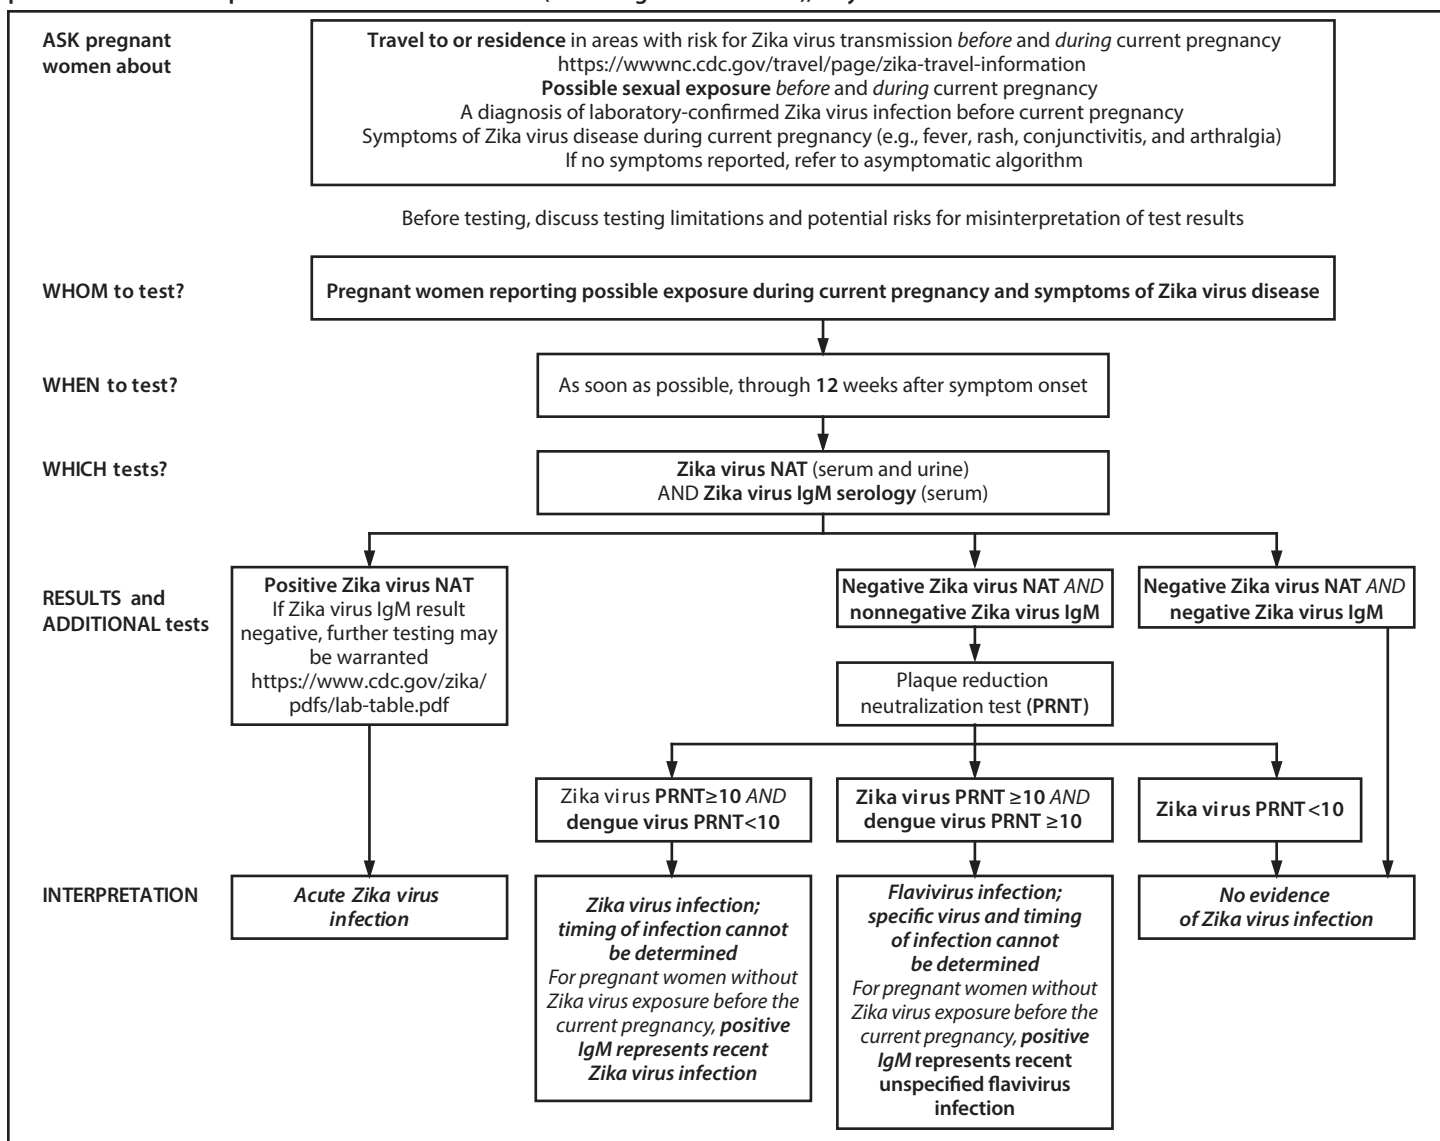 ASK pregnant
women about
Travel to or residence in areas with risk for Zika virus transmission before and during current pregnancy
https://wwwnc.cdc.gov/travel/page/zika-travel-information
Possible sexual exposure before and during current pregnancy
A diagnosis of laboratory-confirmed Zika virus infection before current pregnancy
Symptoms of Zika virus disease during current pregnancy (e.g., fever, rash, conjunctivitis, and arthralgia)
If no symptoms reported, refer to asymptomatic algorithm
Before testing, discuss testing limitations and potential risks for misinterpretation of test results
WHOM to test?
Pregnant women reporting possible exposure during current pregnancy and symptoms of Zika virus disease
WHEN to test?
As soon as possible, through 12 weeks after symptom onset
WHICH tests?
Zika virus NAT (serum and urine)
AND Zika virus IgM serology (serum)
RESULTS and
ADDITIONAL tests
Positive Zika virus NAT
If Zika virus IgM result
negative, further testing may
be warranted
https://www.cdc.gov/zika/
pdfs/lab-table.pdf
Negative Zika virus NAT AND
nonnegative Zika virus IgM
Negative Zika virus NAT AND
negative Zika virus IgM
Plaque reduction
neutralization test (PRNT)
Zika virus PRNT≥10 AND
dengue virus PRNT<10
Zika virus PRNT ≥10 AND
dengue virus PRNT ≥10
Zika virus PRNT<10
INTERPRETATION
Acute Zika virus
infection
Zika virus infection;
timing of infection cannot
be determined
For pregnant women without
Zika virus exposure before the
current pregnancy, positive
IgM represents recent
Zika virus infection
Flavivirus infection;
specific virus and timing
of infection cannot
be determined
For pregnant women without
Zika virus exposure before the
current pregnancy, positive
IgM represents recent
unspecified flavivirus
infection
No evidence
of Zika virus infection